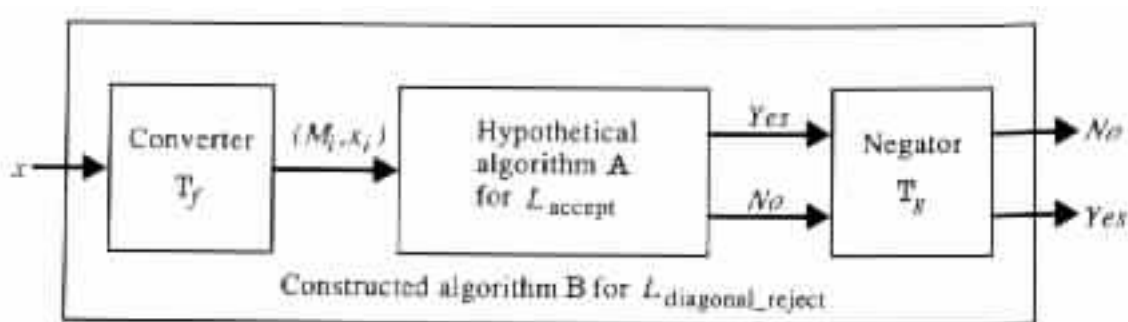 x
Converter
T_f
(M_i, x_i)
Hypothetical
algorithm A
for L_accept
Yes
No
Negator
T_g
No
Yes
Constructed algorithm B for L_diagonal_reject